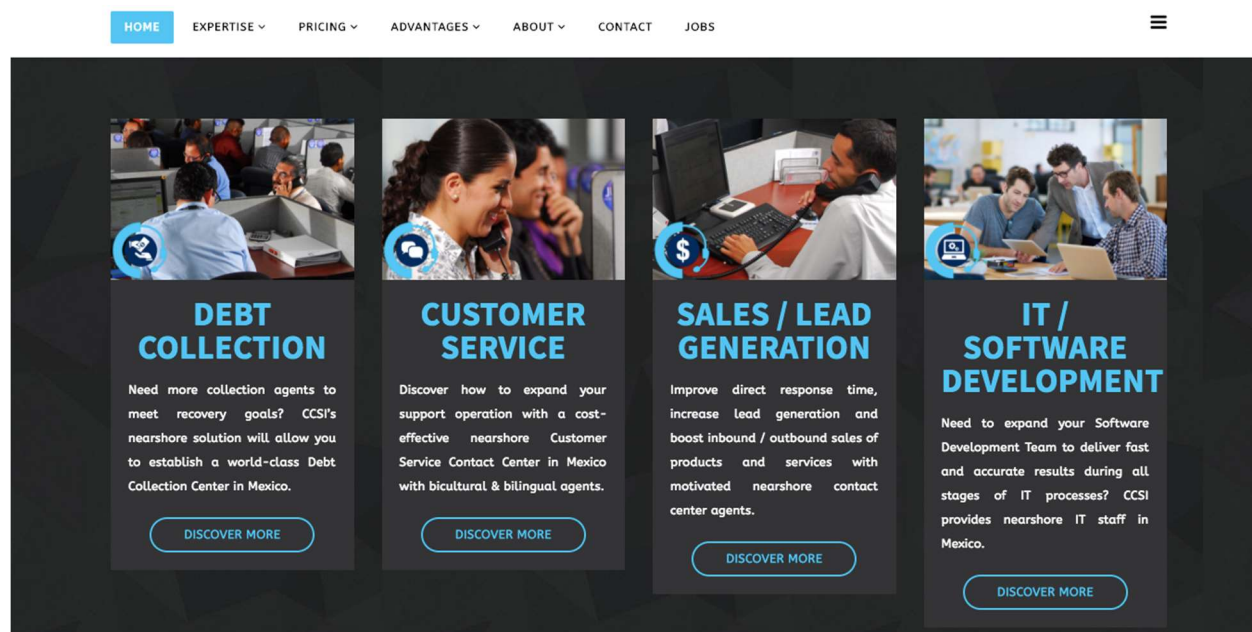 HOME EXPERTISE PRICING ADVANTAGES ABOUT CONTACT JOBS
DEBT
COLLECTION
Need more collection agents to
meet recovery goals? CCSI's
nearshore solution will allow you
to establish a world-class Debt
Collection Center in Mexico.
DISCOVER MORE
CUSTOMER
SERVICE
Discover how to expand your
support operation with a cost-
effective nearshore Customer
Service Contact Center in Mexico
with bicultural & bilingual agents.
DISCOVER MORE
$
SALES / LEAD
GENERATION
Improve direct response time,
increase lead generation and
boost inbound / outbound sales of
products and services with
motivated nearshore contact
center agents.
DISCOVER MORE
IT /
SOFTWARE
DEVELOPMENT
Need to expand your Software
Development Team to deliver fast
and accurate results during all
stages of IT processes? CCSI
provides nearshore IT staff in
Mexico.
DISCOVER MORE